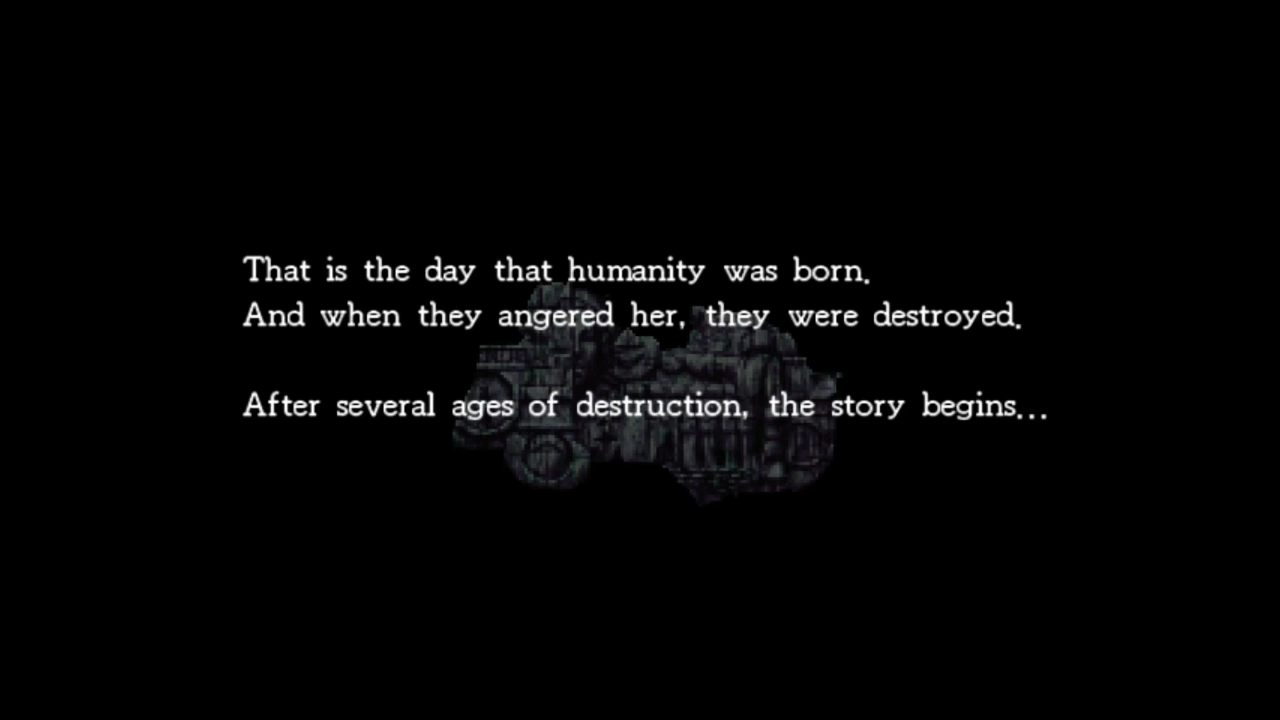 That is the day that humanity was born.
And when they angered her, they were destroyed.
After several ages of destruction, the story begins...